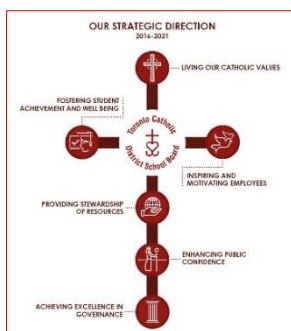 OUR STRATEGIC DIRECTION
2016-2021
LIVING OUR CATHOLIC VALUES
FOSTERING STUDENT
ACHIEVEMENT AND WELL BEING
Toronto Catholic
District School Board
INSPIRING AND
MOTIVATING EMPLOYEES
PROVIDING STEWARDSHIP
OF RESOURCES
ENHANCING PUBLIC
CONFIDENCE
ACHIEVING EXCELLENCE IN
GOVERNANCE